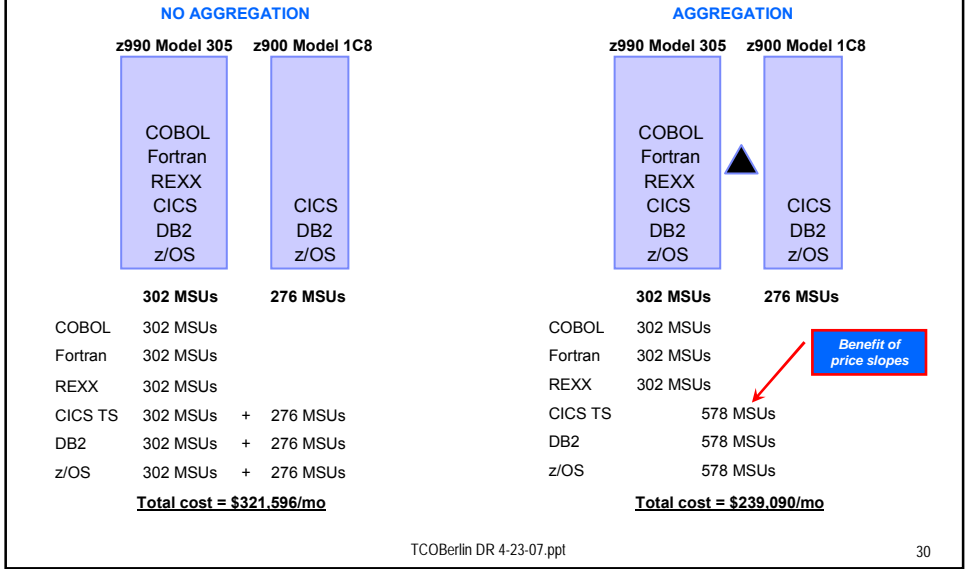 NO AGGREGATION
z990 Model 305 z900 Model 1C8
COBOL
Fortran
REXX
CICS CICS
DB2 DB2
z/OS z/OS
302 MSUs 276 MSUs
COBOL 302 MSUs
Fortran 302 MSUs
REXX 302 MSUs
CICS TS 302 MSUs + 276 MSUs
DB2 302 MSUs + 276 MSUs
z/OS 302 MSUs + 276 MSUs
Total cost = $321,596/mo
AGGREGATION
z990 Model 305 z900 Model 1C8
COBOL
Fortran
REXX
CICS CICS
DB2 DB2
z/OS z/OS
302 MSUs 276 MSUs
COBOL 302 MSUs
Fortran 302 MSUs
REXX 302 MSUs
Benefit of
price slopes
CICS TS 578 MSUs
DB2 578 MSUs
z/OS 578 MSUs
Total cost = $239,090/mo
TCOBerlin DR 4-23-07.ppt 30